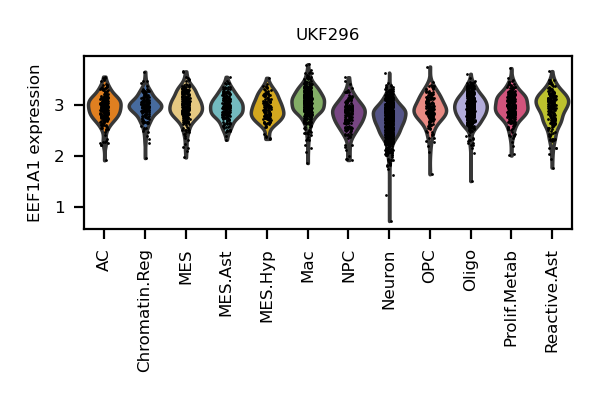 UKF296
EEF1A1 expression
3
2
1
AC
Chromatin.Reg
MES
MES.Ast
MES.Hyp
Mac
NPC
Neuron
OPC
Oligo
Prolif.Metab
Reactive.Ast